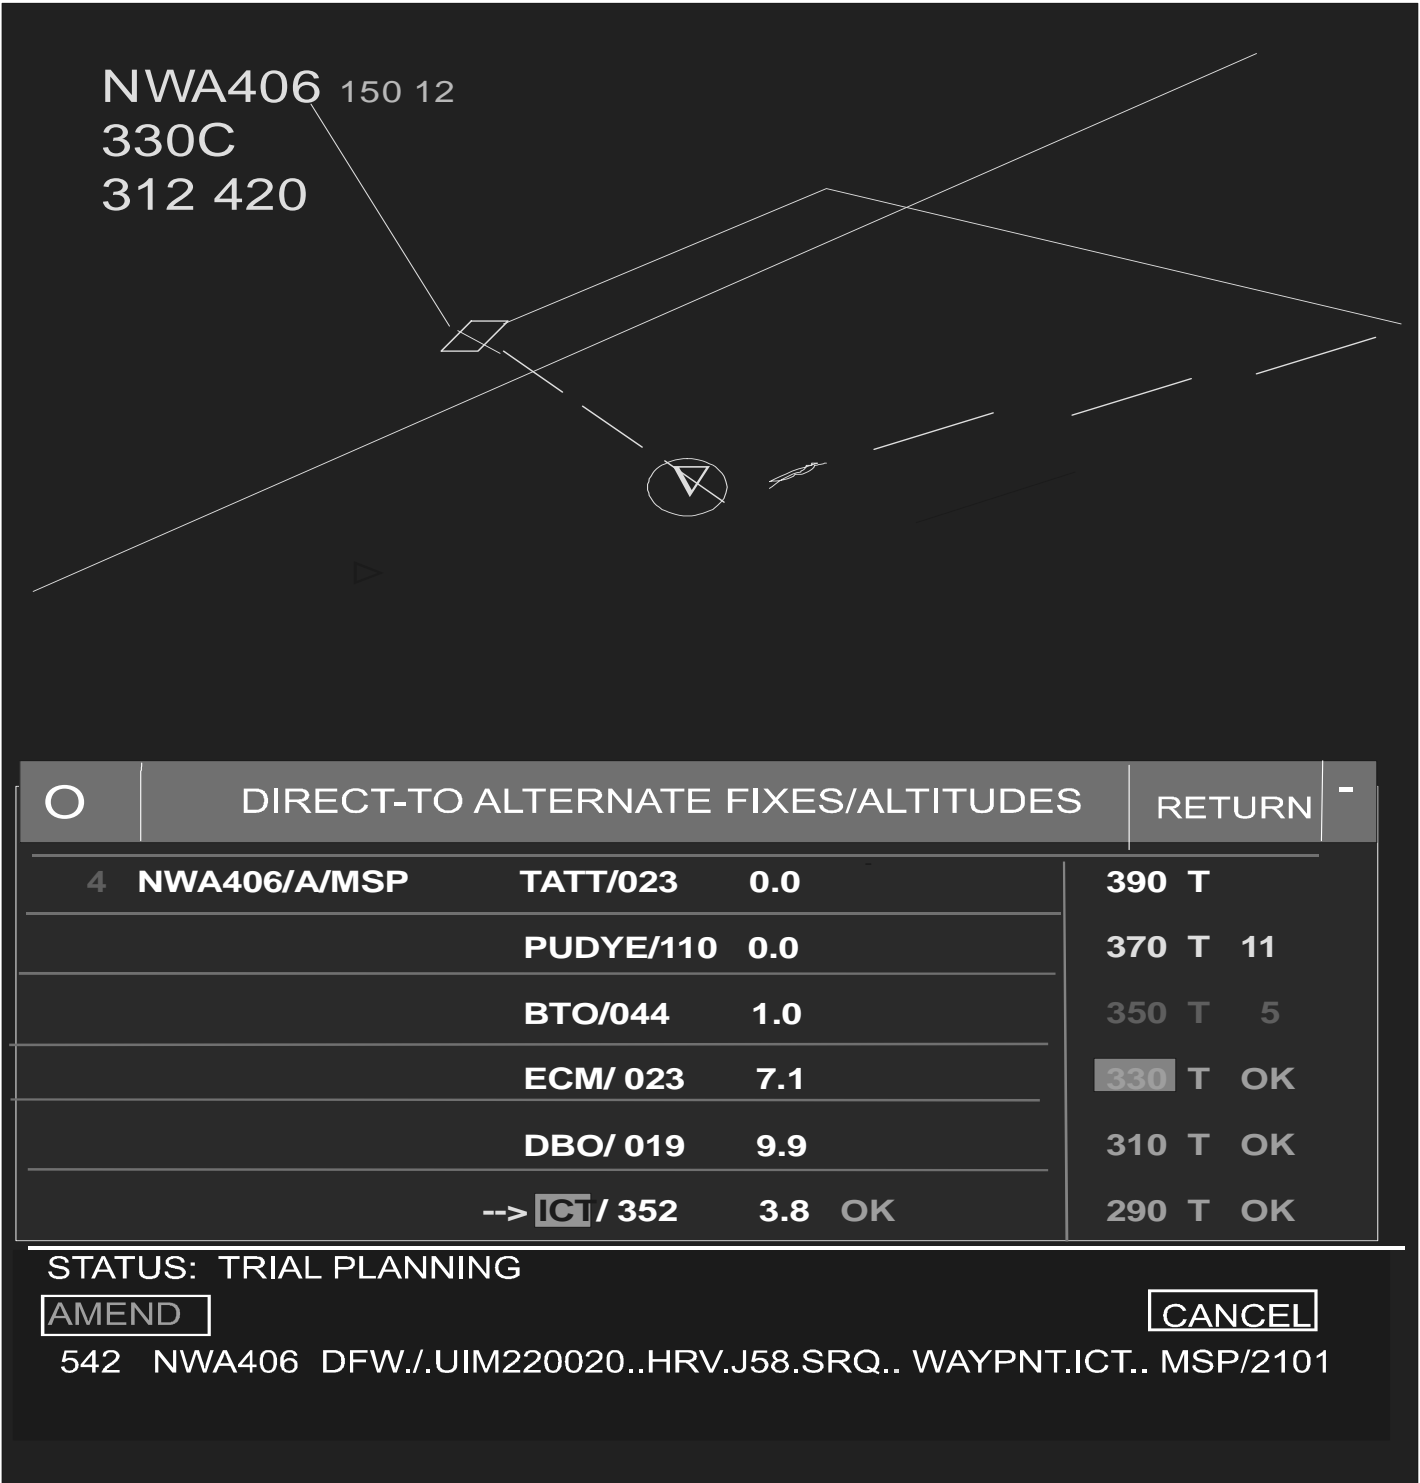 NWA406 150 12
330C
312 420
O DIRECT-TO ALTERNATE FIXES/ALTITUDES RETURN -
4 NWA406/A/MSP TATT/023 0.0 390 T
PUDYE/110 0.0 370 T 11
BTO/044 1.0 350 T 5
ECM/ 023 7.1 330 T OK
DBO/ 019 9.9 310 T OK
--> ICT/ 352 3.8 OK 290 T OK
STATUS: TRIAL PLANNING
AMEND CANCEL
542 NWA406 DFW./.UIM220020..HRV.J58.SRQ.. WAYPNT.ICT.. MSP/2101